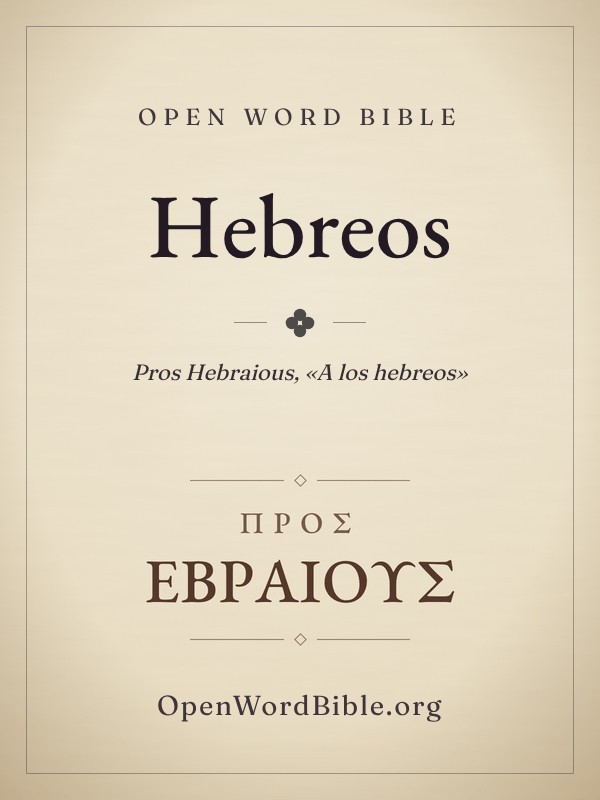 OPEN WORD BIBLE
Hebreos
Pros Hebraious, «A los hebreos»
ΠΡΟΣ
ΕΒΡΑΙΟΥΣ
OpenWordBible.org